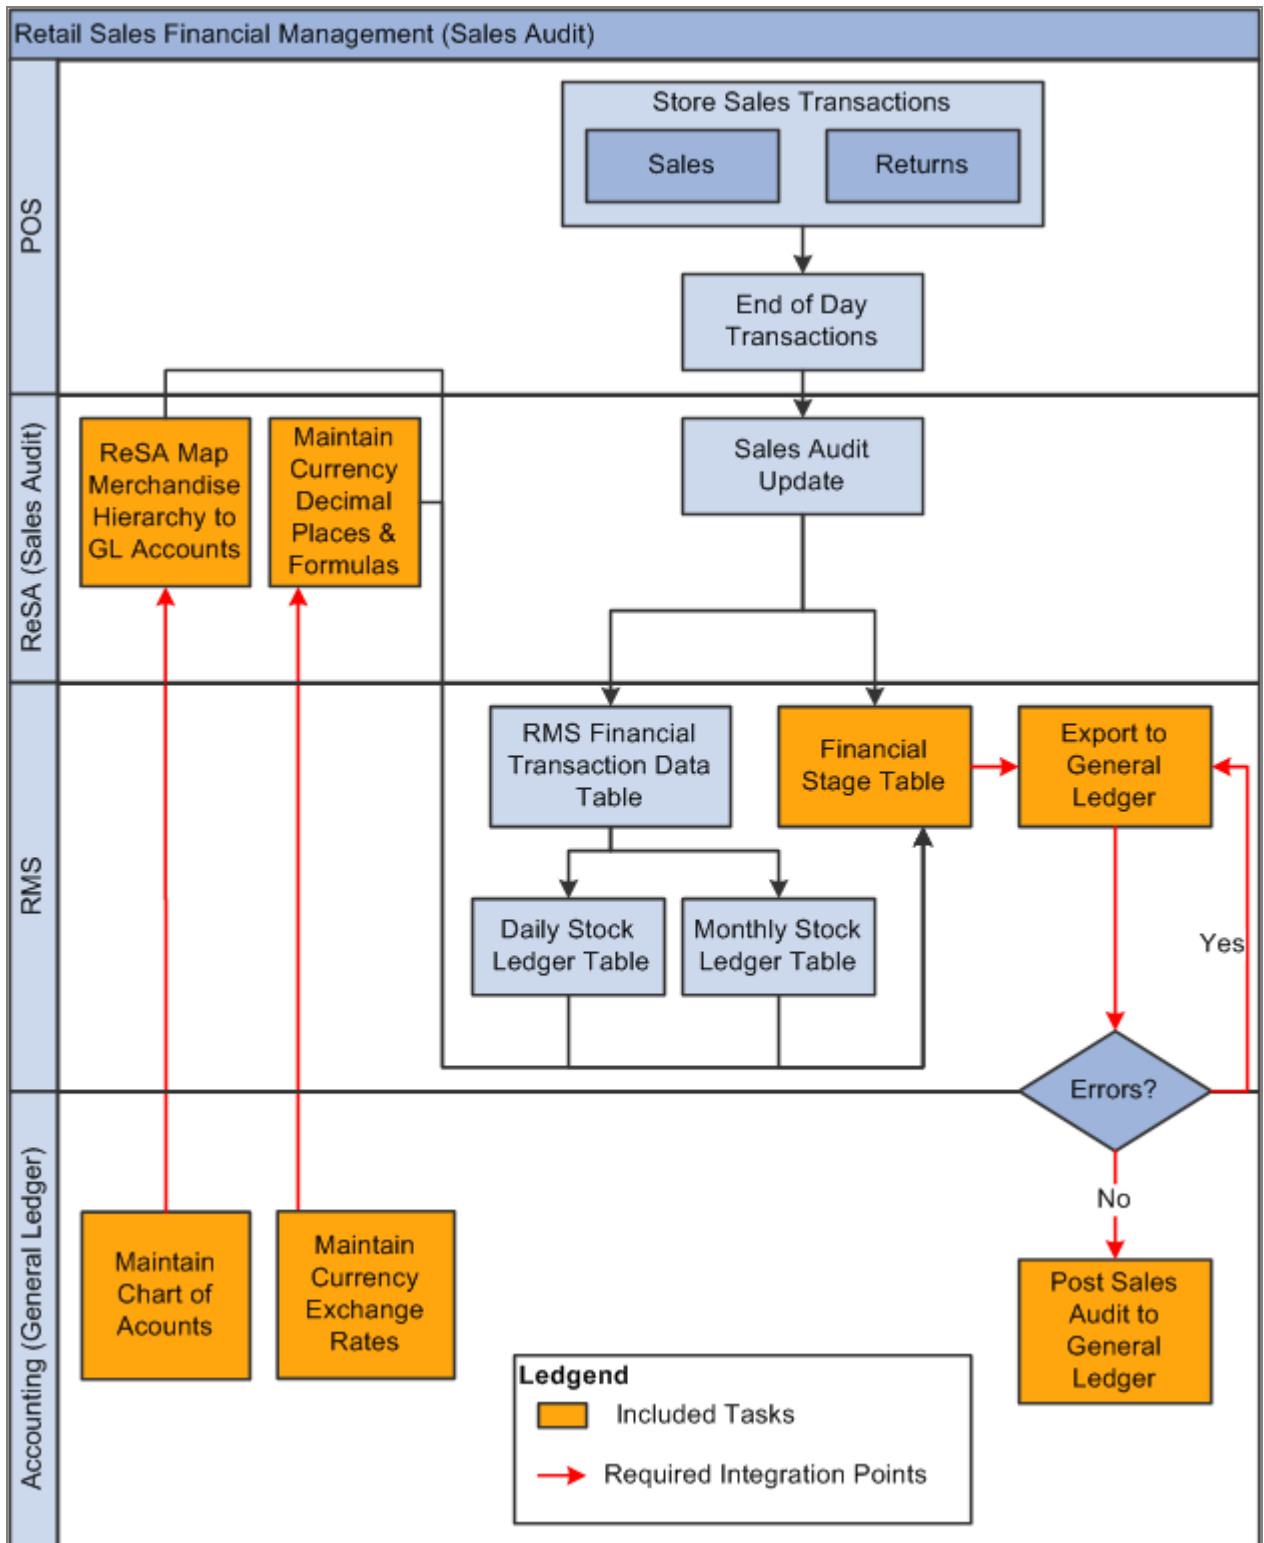 Retail Sales Financial Management (Sales Audit)
POS
Store Sales Transactions
Sales
Returns
End of Day
Transactions
ReSA (Sales Audit)
ReSA Map
Merchandise
Hierarchy to
GL Accounts
Maintain
Currency
Decimal
Places &
Formulas
Sales Audit
Update
RMS
RMS Financial
Transaction Data
Table
Financial
Stage Table
Export to
General
Ledger
Daily Stock
Ledger Table
Monthly Stock
Ledger Table
Yes
Errors?
No
Accounting (General Ledger)
Maintain
Chart of
Acounts
Maintain
Currency
Exchange
Rates
Post Sales
Audit to
General
Ledger
Ledgend
Included Tasks
Required Integration Points